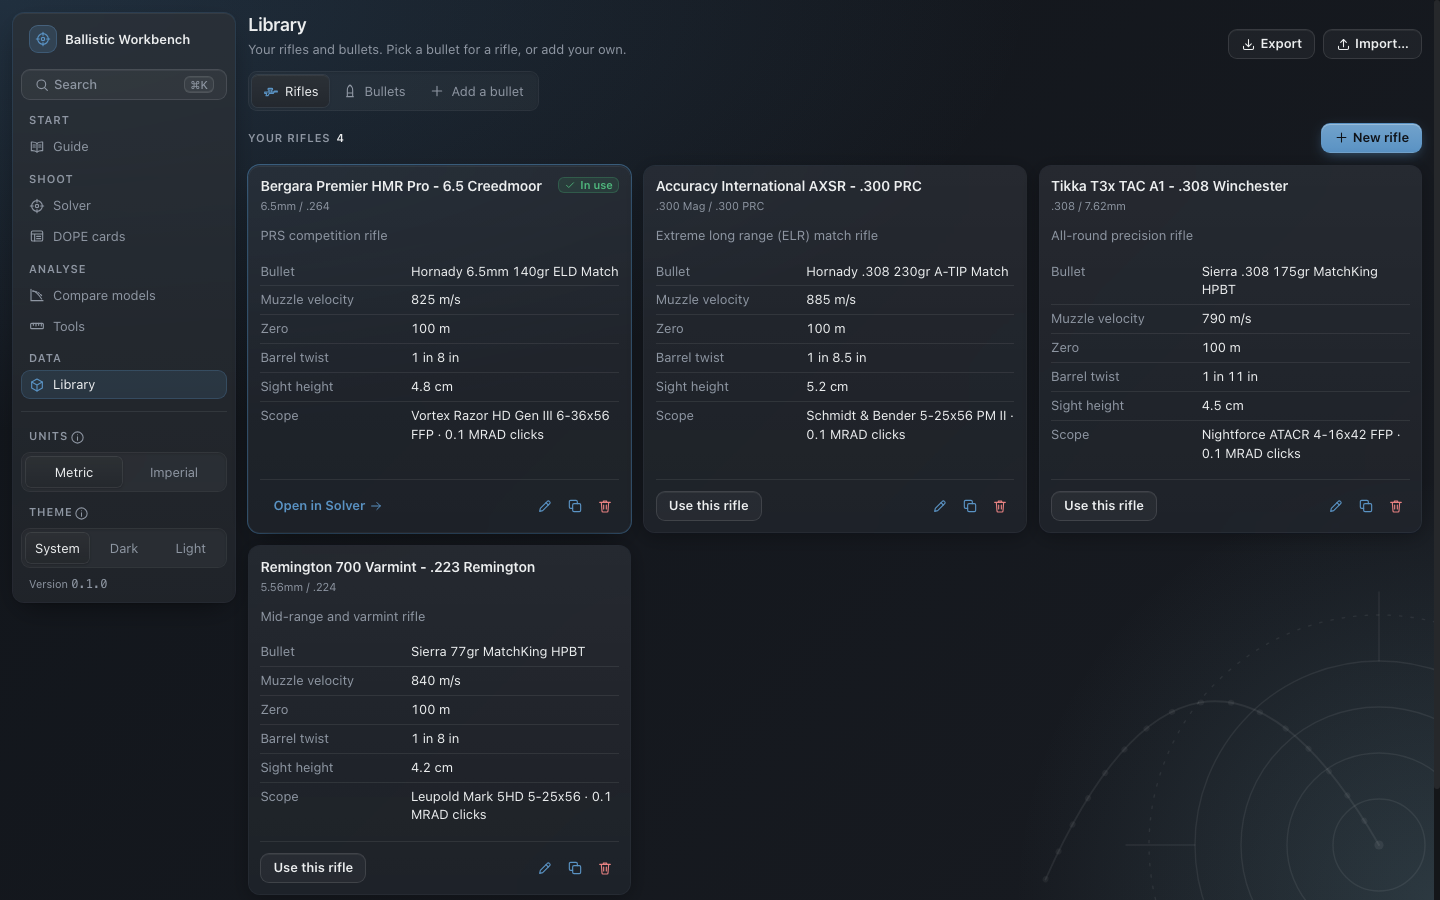 Ballistic Workbench
Search
⌘K
START
Guide
SHOOT
Solver
DOPE cards
ANALYSE
Compare models
Tools
DATA
Library
UNITS
Metric
Imperial
THEME
System
Dark
Light
Version 0.1.0
Library
Your rifles and bullets. Pick a bullet for a rifle, or add your own.
Export
Import...
Rifles
Bullets
Add a bullet
YOUR RIFLES 4
New rifle
Bergara Premier HMR Pro - 6.5 Creedmoor
In use
6.5mm / .264
PRS competition rifle
Bullet
Hornady 6.5mm 140gr ELD Match
Muzzle velocity
825 m/s
Zero
100 m
Barrel twist
1 in 8 in
Sight height
4.8 cm
Scope
Vortex Razor HD Gen III 6-36x56
FFP · 0.1 MRAD clicks
Open in Solver →
Accuracy International AXSR - .300 PRC
.300 Mag / .300 PRC
Extreme long range (ELR) match rifle
Bullet
Hornady .308 230gr A-TIP Match
Muzzle velocity
885 m/s
Zero
100 m
Barrel twist
1 in 8.5 in
Sight height
5.2 cm
Scope
Schmidt & Bender 5-25x56 PM II ·
0.1 MRAD clicks
Use this rifle
Tikka T3x TAC A1 - .308 Winchester
.308 / 7.62mm
All-round precision rifle
Bullet
Sierra .308 175gr MatchKing
HPBT
Muzzle velocity
790 m/s
Zero
100 m
Barrel twist
1 in 11 in
Sight height
4.5 cm
Scope
Nightforce ATACR 4-16x42 FFP ·
0.1 MRAD clicks
Use this rifle
Remington 700 Varmint - .223 Remington
5.56mm / .224
Mid-range and varmint rifle
Bullet
Sierra 77gr MatchKing HPBT
Muzzle velocity
840 m/s
Zero
100 m
Barrel twist
1 in 8 in
Sight height
4.2 cm
Scope
Leupold Mark 5HD 5-25x56 · 0.1
MRAD clicks
Use this rifle